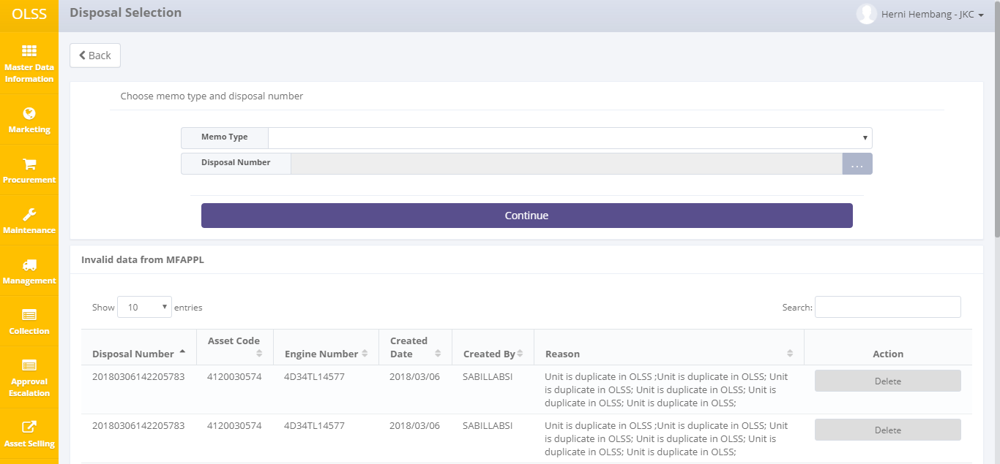 OLSS
Disposal Selection
Herni Hembang - JKC
Master Data
Information
Marketing
Procurement
Maintenance
Management
Collection
Approval
Escalation
Asset Selling
Back
Choose memo type and disposal number
Memo Type
Disposal Number
...
Continue
Invalid data from MFAPPL
Show 10 entries
Search:
Disposal Number
Asset Code
Engine Number
Created
Date
Created By
Reason
Action
20180306142205783 4120030574 4D34TL14577 2018/03/06 SABILLABSI
Unit is duplicate in OLSS ;Unit is duplicate in OLSS; Unit
is duplicate in OLSS; Unit is duplicate in OLSS; Unit is
duplicate in OLSS; Unit is duplicate in OLSS;
Delete
20180306142205783 4120030574 4D34TL14577 2018/03/06 SABILLABSI
Unit is duplicate in OLSS ;Unit is duplicate in OLSS; Unit
is duplicate in OLSS; Unit is duplicate in OLSS; Unit is
duplicate in OLSS; Unit is duplicate in OLSS;
Delete